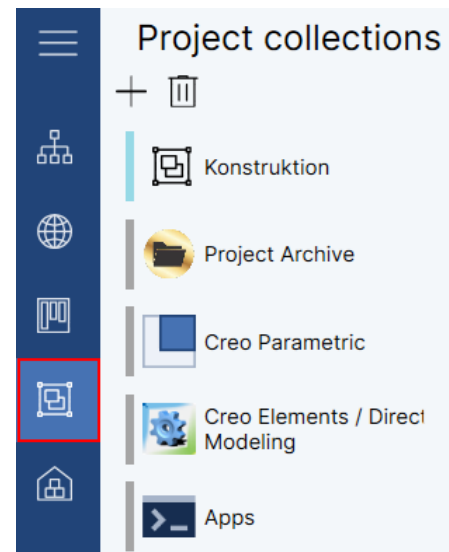 Project collections
Konstruktion
Project Archive
Creo Parametric
Creo Elements / Direct
Modeling
Apps